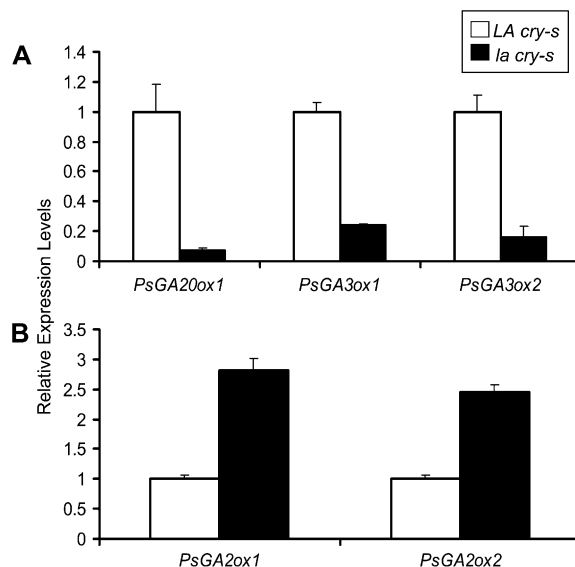 LA cry-s
la cry-s
A
1.4
1.2
1
0.8
0.6
0.4
0.2
0
PsGA20ox1
PsGA3ox1
PsGA3ox2
Relative Expression Levels
B
3.5
3
2.5
2
1.5
1
0.5
0
PsGA2ox1
PsGA2ox2